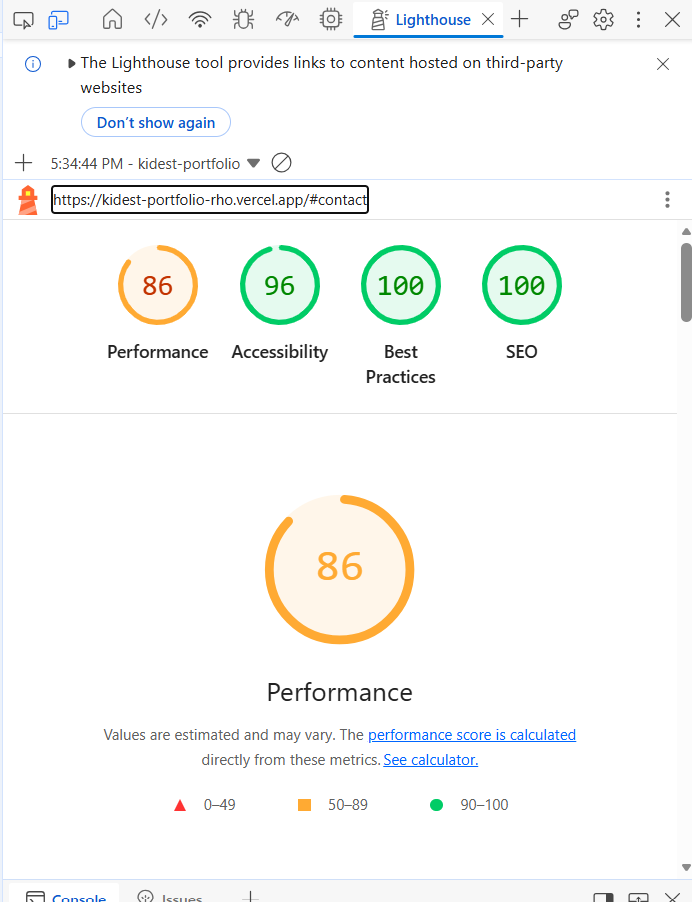 Lighthouse
The Lighthouse tool provides links to content hosted on third-party
websites
Don't show again
5:34:44 PM - kidest-portfolio
https://kidest-portfolio-rho.vercel.app/#contact
86
96
100
100
Performance
Accessibility
Best
Practices
SEO
86
Performance
Values are estimated and may vary. The performance score is calculated
directly from these metrics. See calculator.
0–49
50–89
90–100
Console
Issues